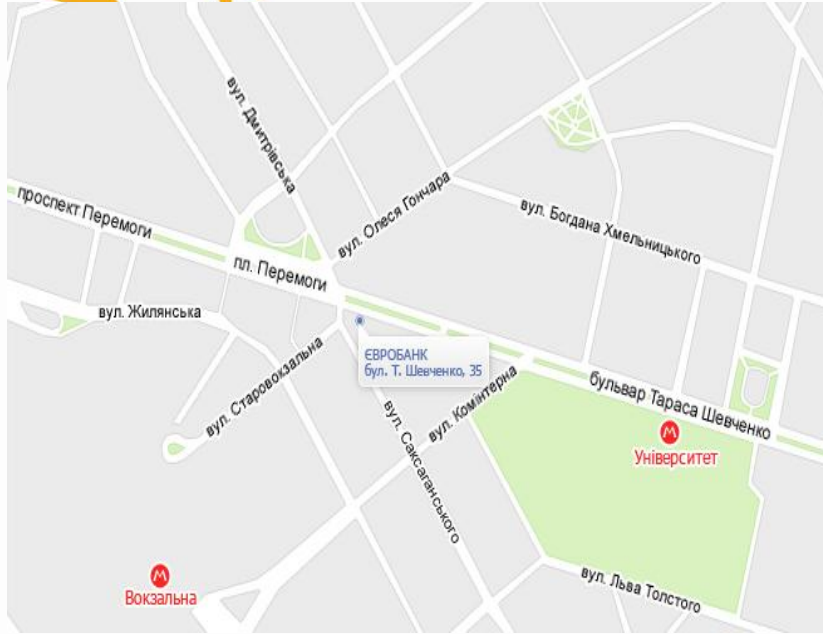 вул. Дмитрівська
проспект Перемоги
вул. Олеся Гончара
вул. Богдана Хмельницького
пл. Перемоги
вул. Жилянська
ЄВРОБАНК
бул. Т. Шевченко, 35
вул. Старовокзальна
вул. Комінтерна
бульвар Тараса Шевченко
вул. Саксаганського
Університет
Вокзальна
вул. Льва Толстого